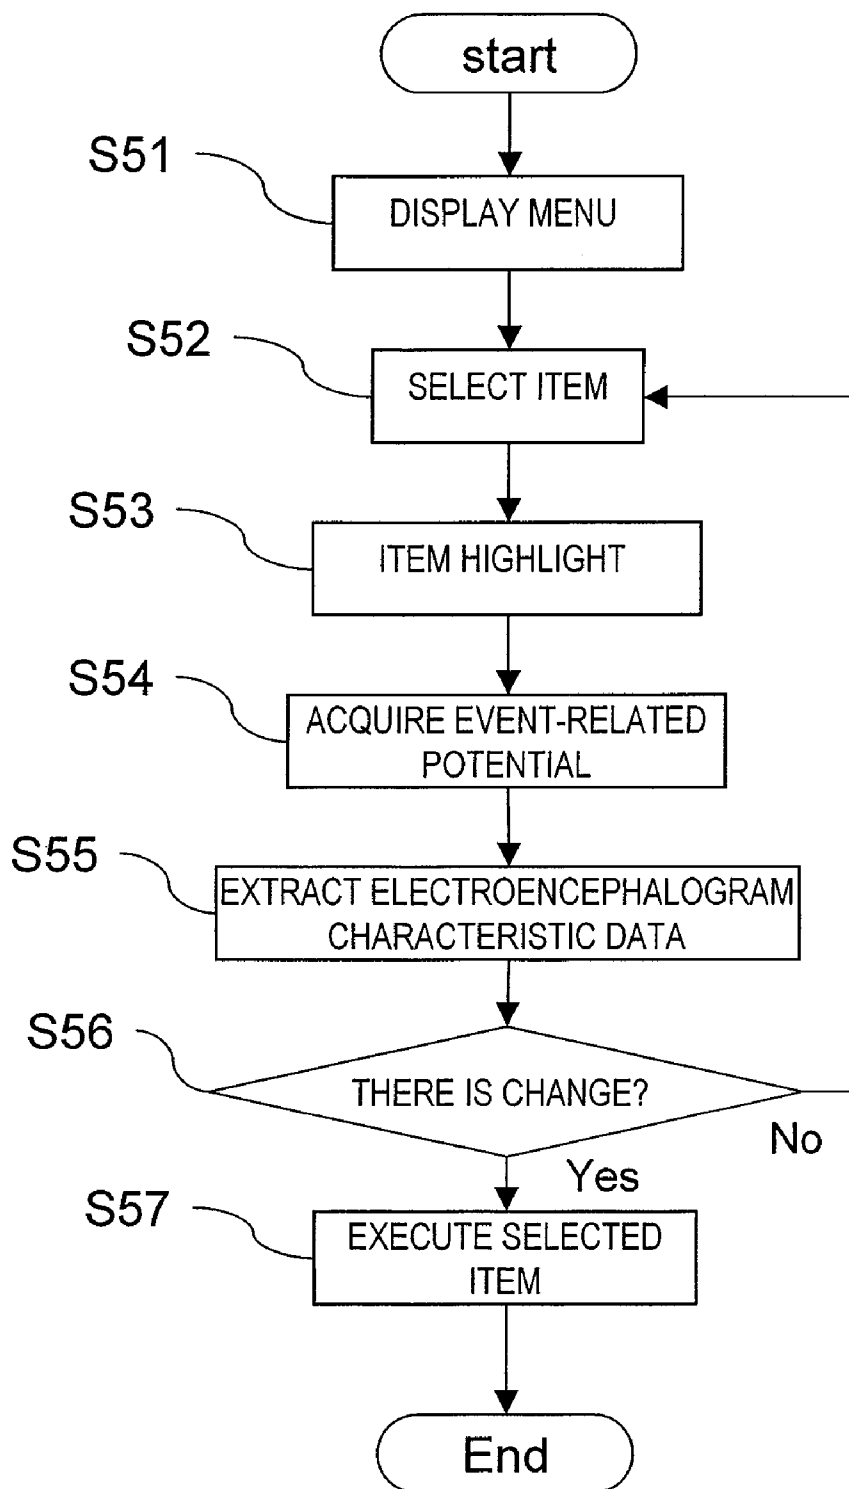 start
S51
DISPLAY MENU
S52
SELECT ITEM
S53
ITEM HIGHLIGHT
S54
ACQUIRE EVENT-RELATED
POTENTIAL
S55
EXTRACT ELECTROENCEPHALOGRAM
CHARACTERISTIC DATA
S56
THERE IS CHANGE?
No
Yes
S57
EXECUTE SELECTED
ITEM
End